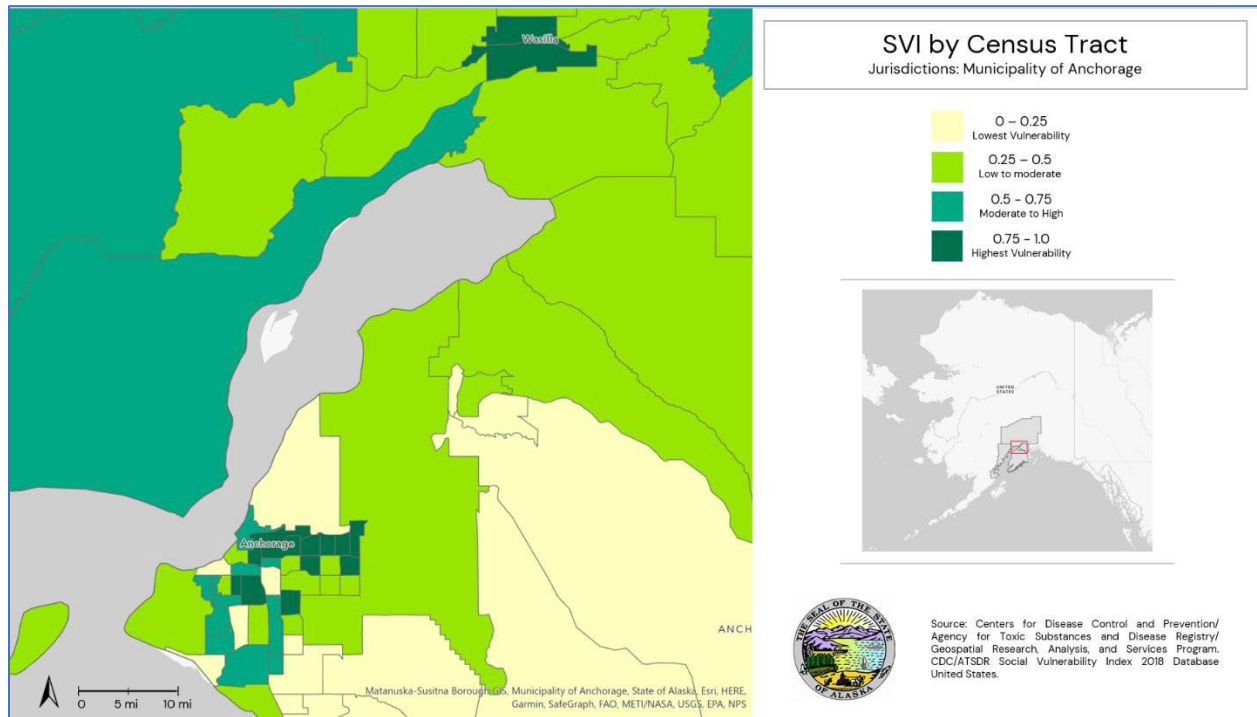 Wasilla
Anchorage
ANCH
0 5 mi 10 mi
Matanuska-Susitna Borough GIS, Municipality of Anchorage, State of Alaska, Esri, HERE,
Garmin, SafeGraph, FAO, METI/NASA, USGS, EPA, NPS
SVI by Census Tract
Jurisdictions: Municipality of Anchorage
0 – 0.25
Lowest Vulnerability
0.25 – 0.5
Low to moderate
0.5 - 0.75
Moderate to High
0.75 - 1.0
Highest Vulnerability
UNITED
STATES
THE SEAL OF THE STATE
OF ALASKA
Source: Centers for Disease Control and Prevention/
Agency for Toxic Substances and Disease Registry/
Geospatial Research, Analysis, and Services Program.
CDC/ATSDR Social Vulnerability Index 2018 Database
United States.